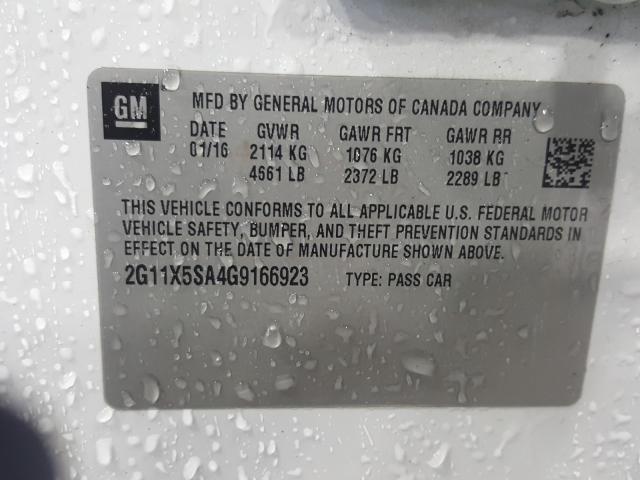 GM
MFD BY GENERAL MOTORS OF CANADA COMPANY
DATE GVWR GAWR FRT GAWR RR
01/16 2114 KG 1076 KG 1038 KG
4661 LB 2372 LB 2289 LB
THIS VEHICLE CONFORMS TO ALL APPLICABLE U.S. FEDERAL MOTOR
VEHICLE SAFETY, BUMPER, AND THEFT PREVENTION STANDARDS IN
EFFECT ON THE DATE OF MANUFACTURE SHOWN ABOVE.
2G11X5SA4G9166923 TYPE: PASS CAR